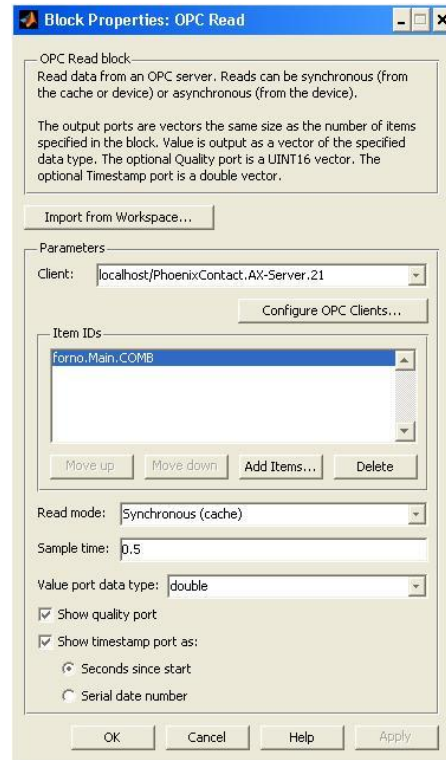 Block Properties: OPC Read
OPC Read block
Read data from an OPC server. Reads can be synchronous (from
the cache or device) or asynchronous (from the device).
The output ports are vectors the same size as the number of items
specified in the block. Value is output as a vector of the specified
data type. The optional Quality port is a UINT16 vector. The
optional Timestamp port is a double vector.
Import from Workspace...
Parameters
Client: localhost/PhoenixContact.AX-Server.21
Configure OPC Clients...
Item IDs
forno.Main.COMB
Move up Move down Add Items... Delete
Read mode: Synchronous (cache)
Sample time: 0.5
Value port data type: double
Show quality port
Show timestamp port as:
Seconds since start
Serial date number
OK Cancel Help Apply